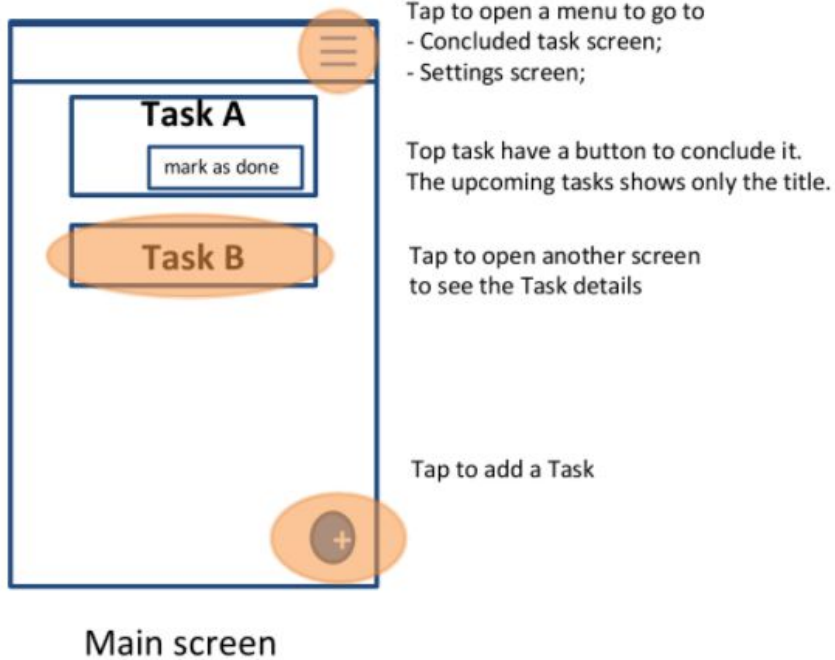 Tap to open a menu to go to
- Concluded task screen;
- Settings screen;
Task A
mark as done
Top task have a button to conclude it.
The upcoming tasks shows only the title.
Task B
Tap to open another screen
to see the Task details
Tap to add a Task
+
Main screen